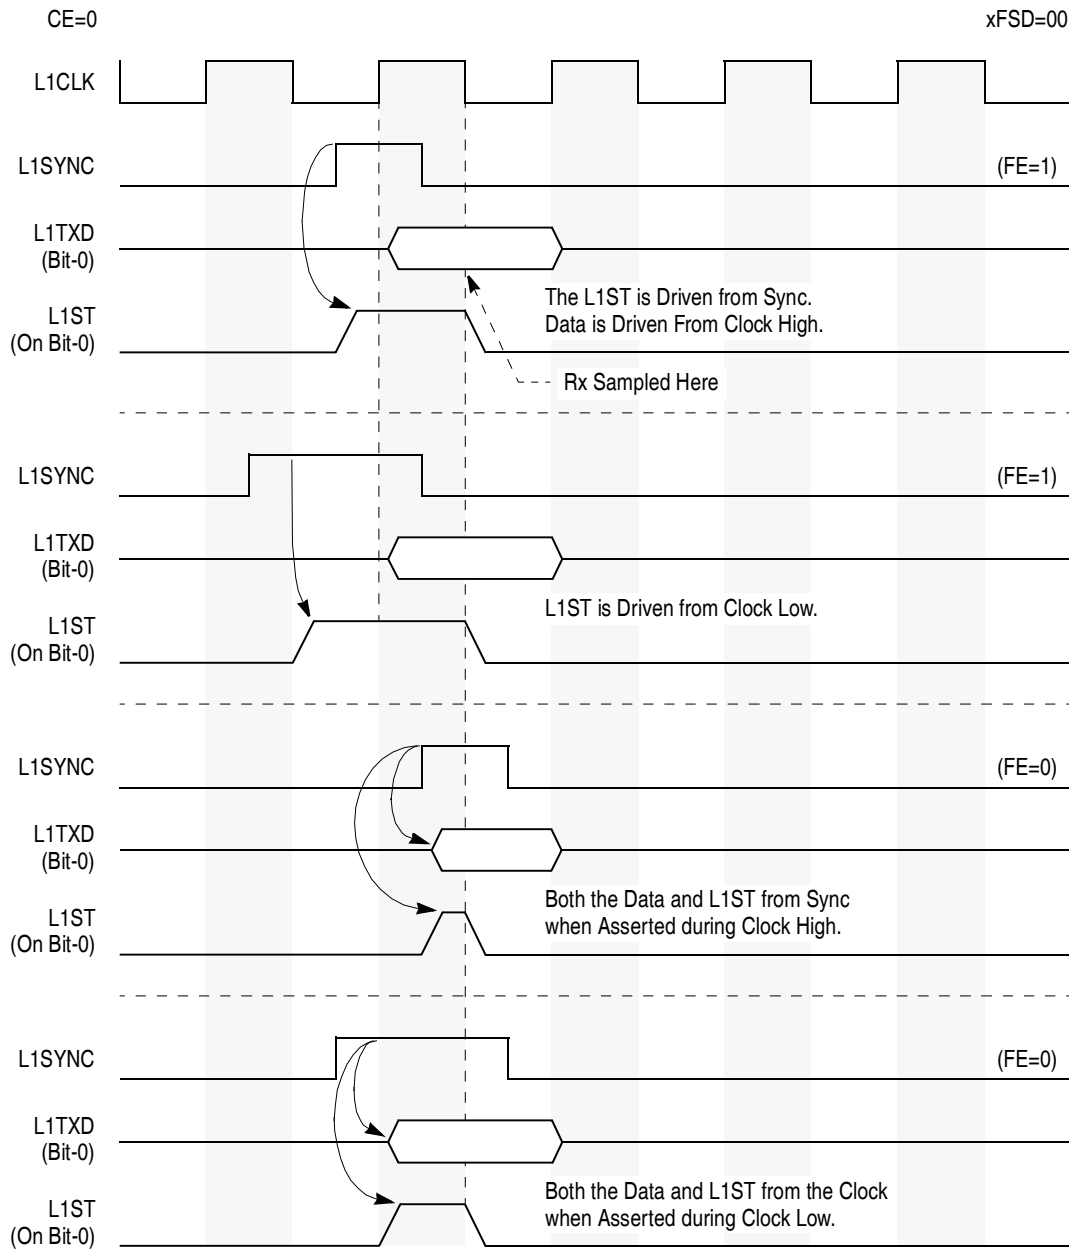 CE=0
xFSD=00
L1CLK
L1SYNC
(FE=1)
L1TXD
(Bit-0)
The L1ST is Driven from Sync.
Data is Driven From Clock High.
L1ST
(On Bit-0)
Rx Sampled Here
L1SYNC
(FE=1)
L1TXD
(Bit-0)
L1ST is Driven from Clock Low.
L1ST
(On Bit-0)
L1SYNC
(FE=0)
L1TXD
(Bit-0)
Both the Data and L1ST from Sync
when Asserted during Clock High.
L1ST
(On Bit-0)
L1SYNC
(FE=0)
L1TXD
(Bit-0)
Both the Data and L1ST from the Clock
when Asserted during Clock Low.
L1ST
(On Bit-0)